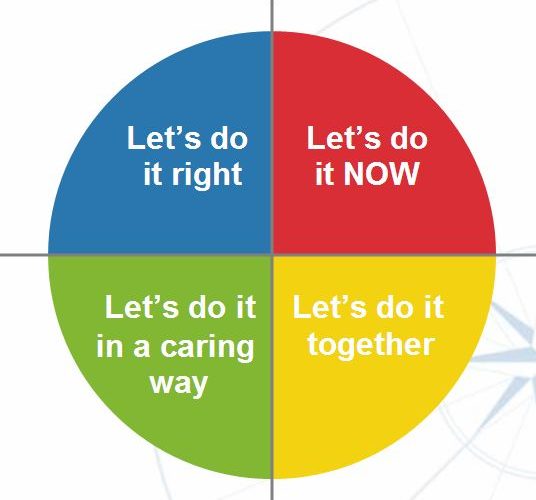 Let's do
it right
Let's do
it NOW
Let's do it
in a caring
way
Let's do it
together